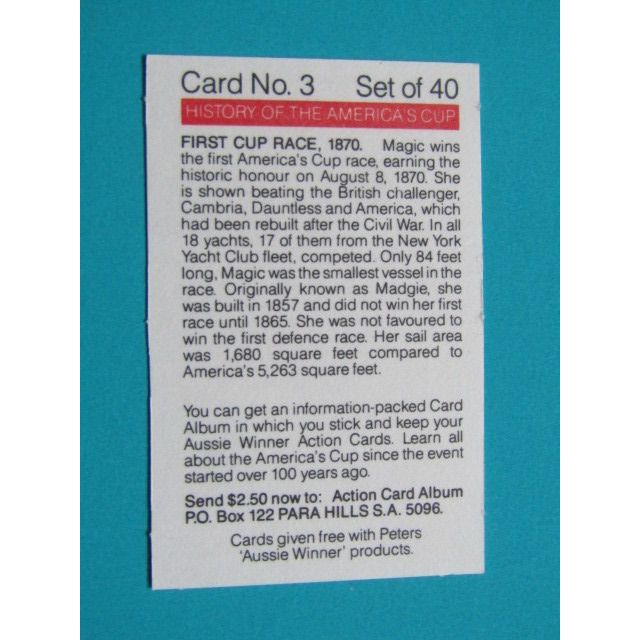 Card No. 3 Set of 40
HISTORY OF THE AMERICA'S CUP
FIRST CUP RACE, 1870. Magic wins
the first America's Cup race, earning the
historic honour on August 8, 1870. She
is shown beating the British challenger,
Cambria, Dauntless and America, which
had been rebuilt after the Civil War. In all
18 yachts, 17 of them from the New York
Yacht Club fleet, competed. Only 84 feet
long, Magic was the smallest vessel in the
race. Originally known as Madgie, she
was built in 1857 and did not win her first
race until 1865. She was not favoured to
win the first defence race. Her sail area
was 1,680 square feet compared to
America's 5,263 square feet.
You can get an information-packed Card
Album in which you stick and keep your
Aussie Winner Action Cards. Learn all
about the America's Cup since the event
started over 100 years ago.
Send $2.50 now to: Action Card Album
P.O. Box 122 PARA HILLS S.A. 5096.
Cards given free with Peters
'Aussie Winner' products.